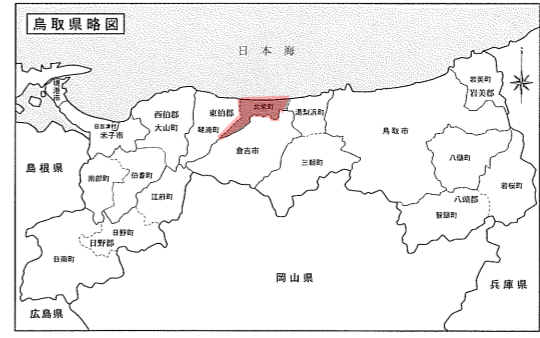 鳥取県略図
日本海
境港市
日吉津村
米子市
西伯郡
大山町
東伯郡
琴浦町
北栄町
湯梨浜町
倉吉市
三朝町
鳥取市
岩美町
岩美郡
八頭町
若桜町
八頭郡
智頭町
島根県
南部町
伯耆町
江府町
日野町
日野郡
日南町
広島県
岡山県
兵庫県